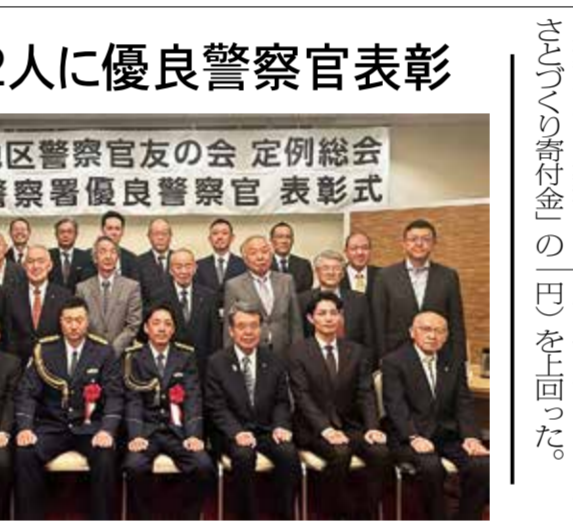 2人に優良警察官表彰
区警察官友の会 定例総会
警察署優良警察官 表彰式
さとづくり寄付金」の
円）を上回った。